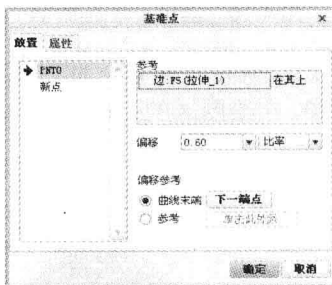 基准点
放置 属性
PNT0
新点
参考
边:F5(拉伸_1) 在其上
偏移 0.60 比率
偏移参考
曲线末端 下一端点
参考
确定 取消